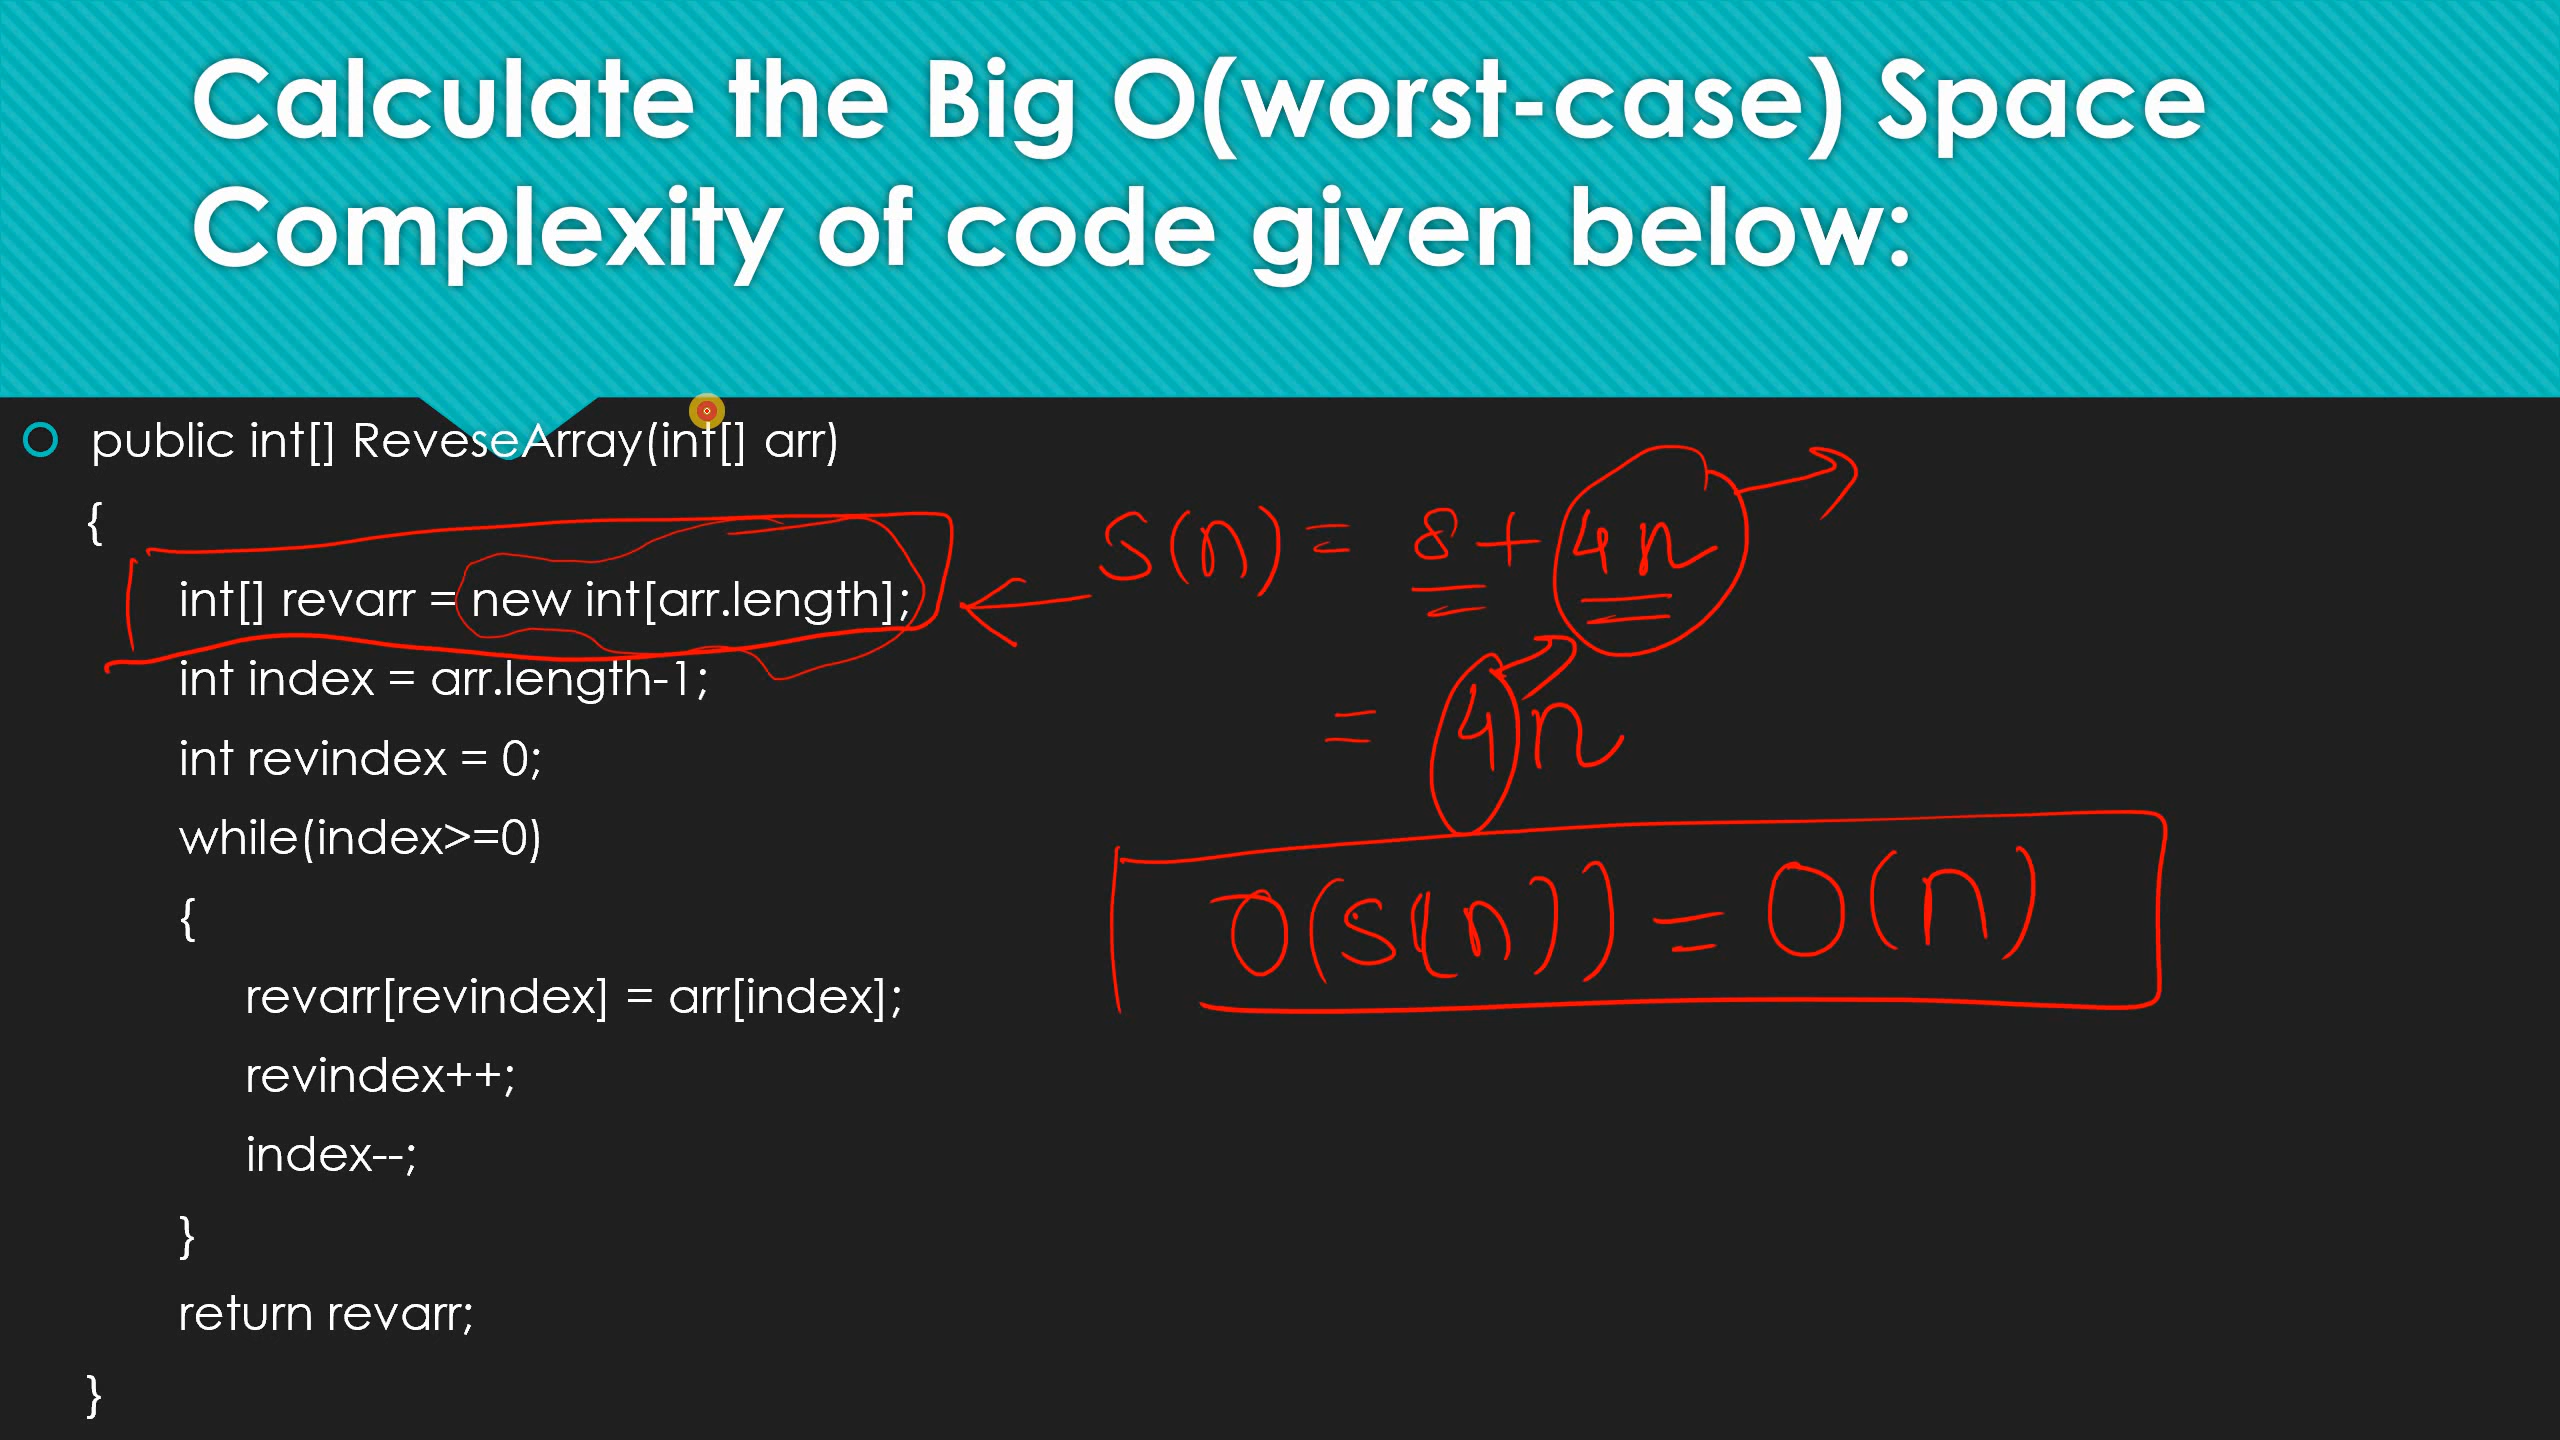 Calculate the Big O(worst-case) Space
Complexity of code given below:
public int[] ReveseArray(int[] arr)
{
int[] revarr = new int[arr.length];
int index = arr.length-1;
int revindex = 0;
while(index>=0)
{
revarr[revindex] = arr[index];
revindex++;
index--;
}
return revarr;
}
S(n) = 8 + 4n
= 4n
O(S(n)) = O(n)